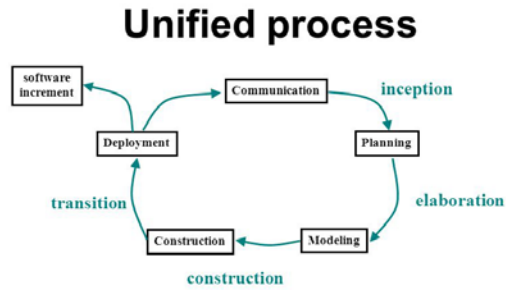 Unified process
software
increment
Communication
inception
Deployment
Planning
transition
elaboration
Construction
Modeling
construction